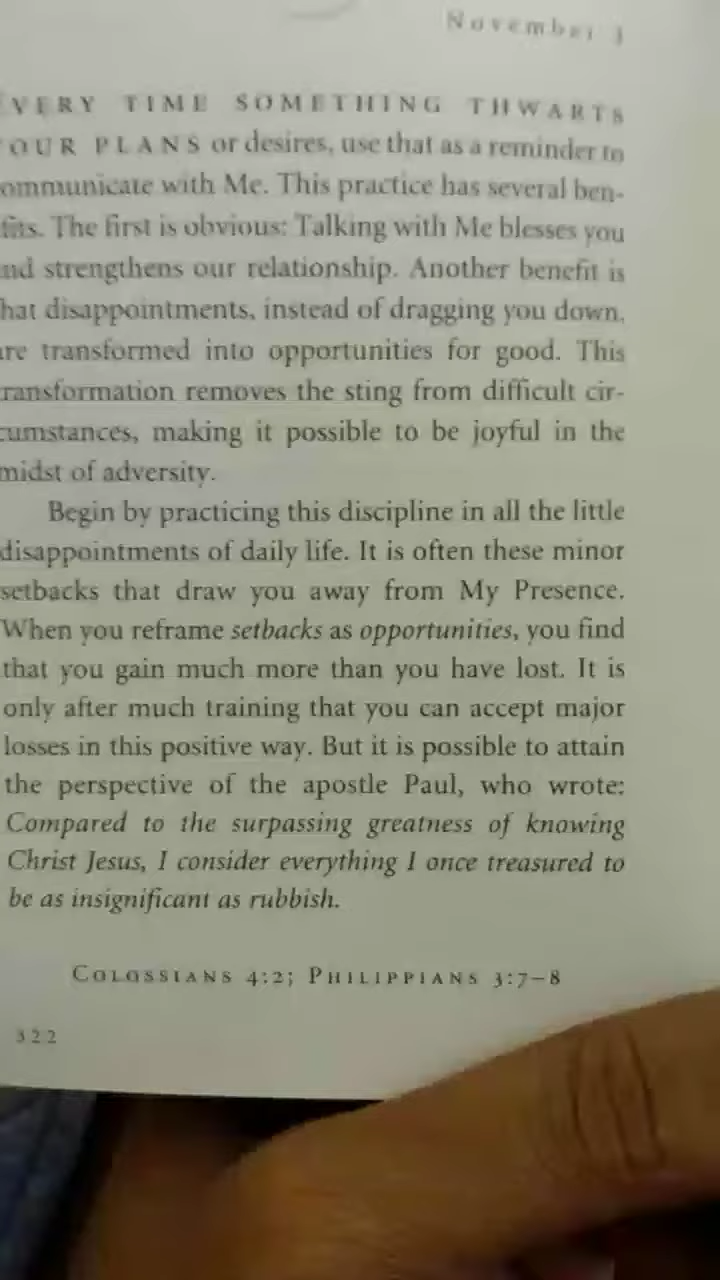 November 3
VERY TIME SOMETHING THWARTS
OUR PLANS or desires, use that as a reminder to
ommunicate with Me. This practice has several ben-
fits. The first is obvious: Talking with Me blesses you
nd strengthens our relationship. Another benefit is
hat disappointments, instead of dragging you down,
re transformed into opportunities for good. This
ransformation removes the sting from difficult cir-
cumstances, making it possible to be joyful in the
midst of adversity.
Begin by practicing this discipline in all the little
disappointments of daily life. It is often these minor
setbacks that draw you away from My Presence.
When you reframe setbacks as opportunities, you find
that you gain much more than you have lost. It is
only after much training that you can accept major
losses in this positive way. But it is possible to attain
the perspective of the apostle Paul, who wrote:
Compared to the surpassing greatness of knowing
Christ Jesus, I consider everything I once treasured to
be as insignificant as rubbish.
COLOSSIANS 4:2; PHILIPPIANS 3:7–8
322